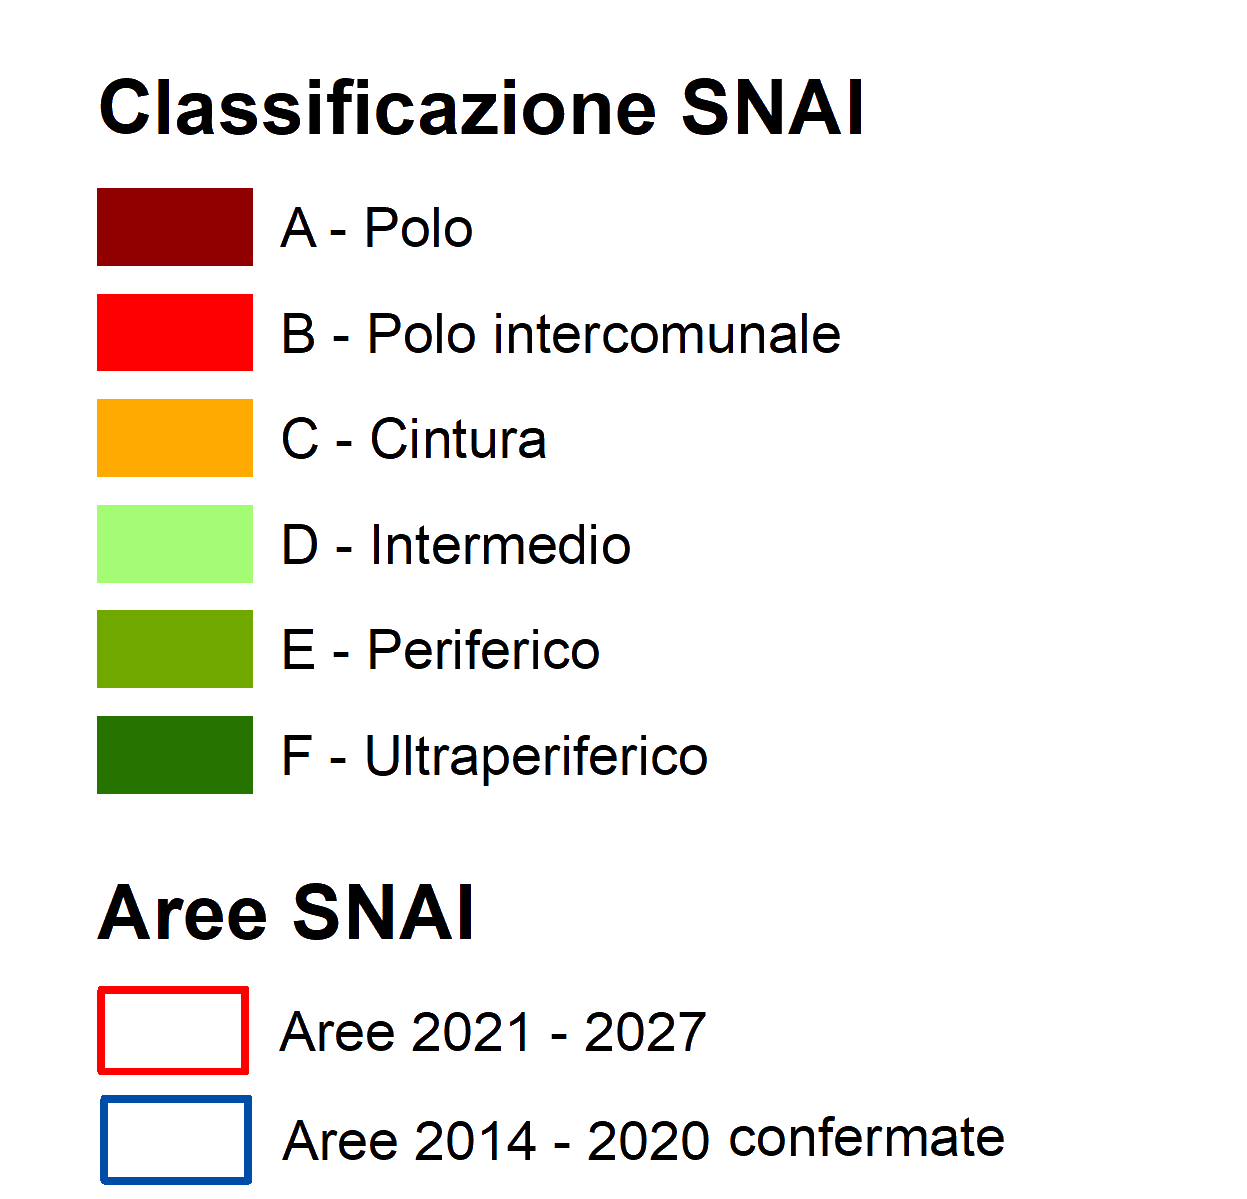 Classificazione SNAI
A - Polo
B - Polo intercomunale
C - Cintura
D - Intermedio
E - Periferico
F - Ultraperiferico
Aree SNAI
Aree 2021 - 2027
Aree 2014 - 2020 confermate